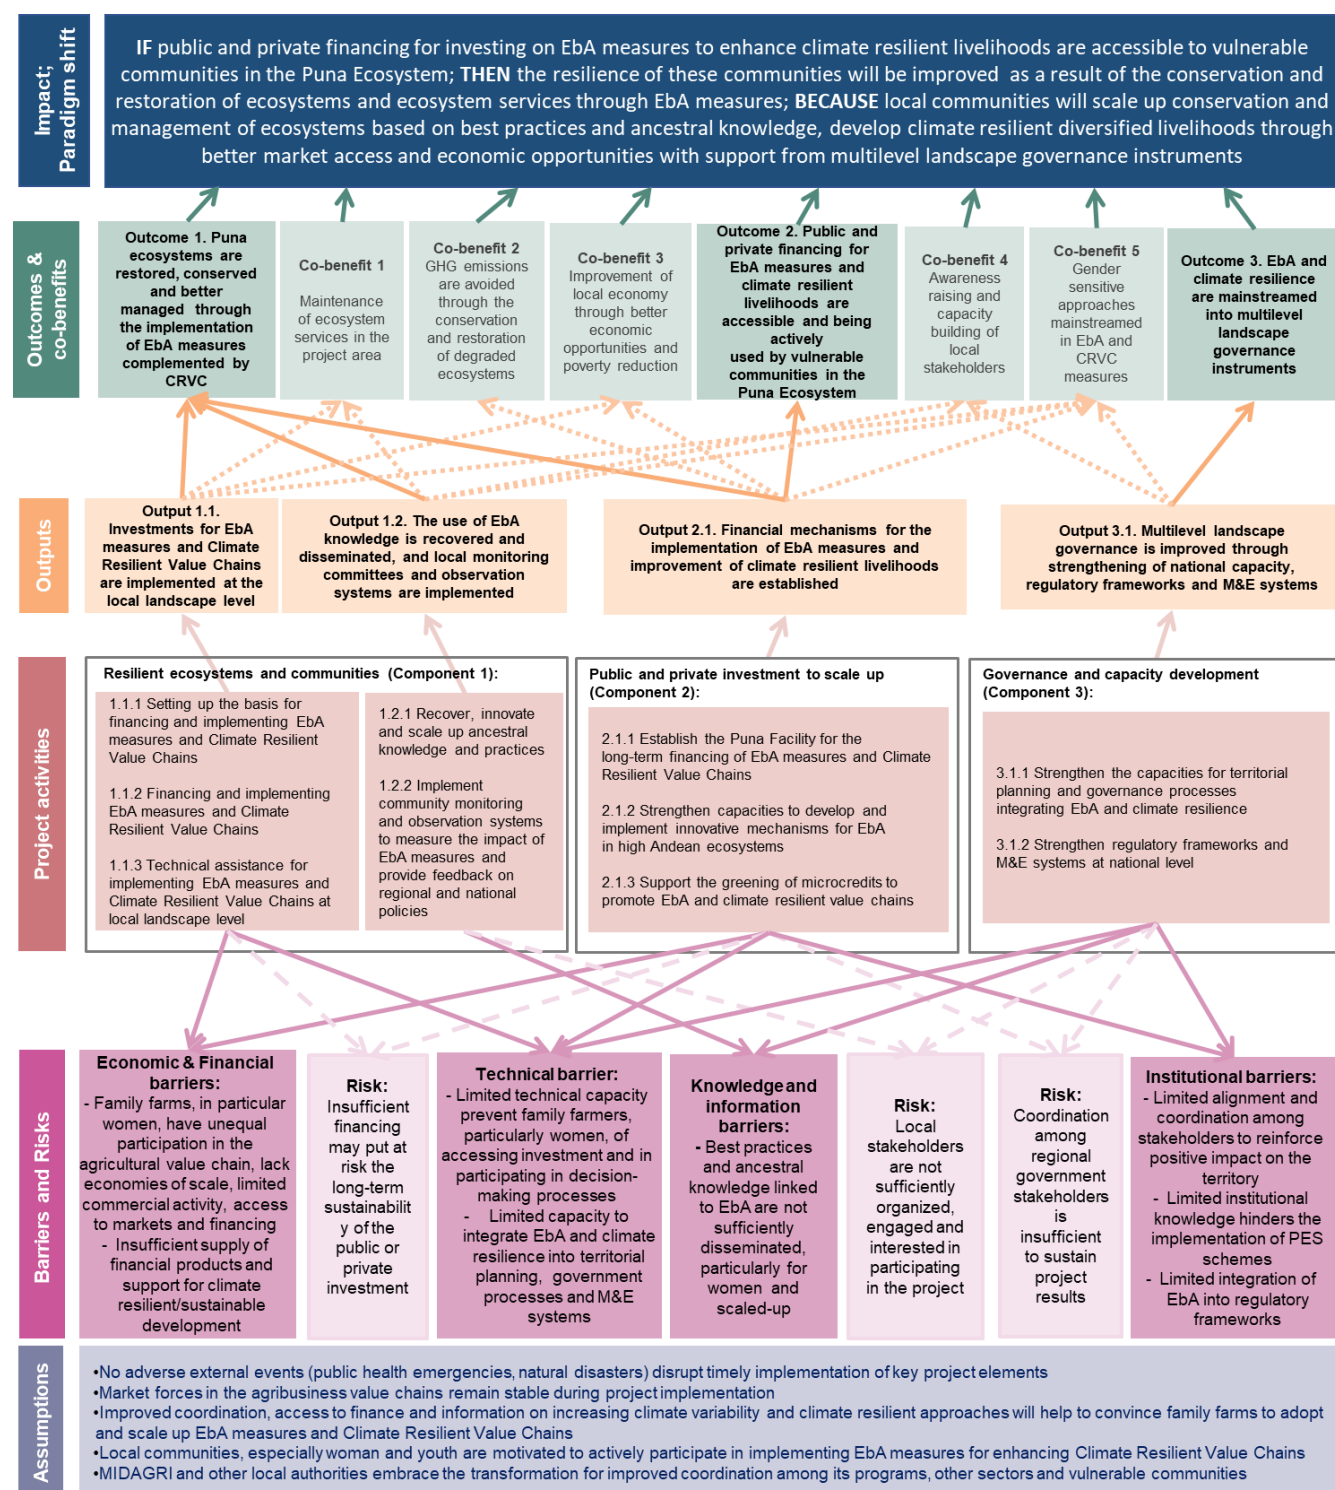 Impact;
Paradigm shift
IF public and private financing for investing on EbA measures to enhance climate resilient livelihoods are accessible to vulnerable
communities in the Puna Ecosystem; THEN the resilience of these communities will be improved as a result of the conservation and
restoration of ecosystems and ecosystem services through EbA measures; BECAUSE local communities will scale up conservation and
management of ecosystems based on best practices and ancestral knowledge, develop climate resilient diversified livelihoods through
better market access and economic opportunities with support from multilevel landscape governance instruments
Outcomes &
co-benefits
Outcome 1. Puna
ecosystems are
restored, conserved
and better
managed through
the implementation
of EbA measures
complemented by
CRVC
Co-benefit 1
Maintenance
of ecosystem
services in the
project area
Co-benefit 2
GHG emissions
are avoided
through the
conservation
and restoration
of degraded
ecosystems
Co-benefit 3
Improvement of
local economy
through better
economic
opportunities and
poverty reduction
Outcome 2. Public and
private financing for
EbA measures and
climate resilient
livelihoods are
accessible and being
actively
used by vulnerable
communities in the
Puna Ecosystem
Co-benefit 4
Awareness
raising and
capacity
building of
local
stakeholders
Co-benefit 5
Gender
sensitive
approaches
mainstreamed
in EbA and
CRVC
measures
Outcome 3. EbA and
climate resilience
are mainstreamed
into multilevel
landscape
governance
instruments
Outputs
Output 1.1.
Investments for EbA
measures and Climate
Resilient Value Chains
are implemented at the
local landscape level
Output 1.2. The use of EbA
knowledge is recovered and
disseminated, and local monitoring
committees and observation
systems are implemented
Output 2.1. Financial mechanisms for the
implementation of EbA measures and
improvement of climate resilient livelihoods
are established
Output 3.1. Multilevel landscape
governance is improved through
strengthening of national capacity,
regulatory frameworks and M&E systems
Project activities
Resilient ecosystems and communities (Component 1):
1.1.1 Setting up the basis for
financing and implementing EbA
measures and Climate Resilient
Value Chains
1.1.2 Financing and implementing
EbA measures and Climate
Resilient Value Chains
1.1.3 Technical assistance for
implementing EbA measures and
Climate Resilient Value Chains at
local landscape level
1.2.1 Recover, innovate
and scale up ancestral
knowledge and practices
1.2.2 Implement
community monitoring
and observation systems
to measure the impact of
EbA measures and
provide feedback on
regional and national
policies
Public and private investment to scale up
(Component 2):
2.1.1 Establish the Puna Facility for the
long-term financing of EbA measures and Climate
Resilient Value Chains
2.1.2 Strengthen capacities to develop and
implement innovative mechanisms for EbA
in high Andean ecosystems
2.1.3 Support the greening of microcredits to
promote EbA and climate resilient value chains
Governance and capacity development
(Component 3):
3.1.1 Strengthen the capacities for territorial
planning and governance processes
integrating EbA and climate resilience
3.1.2 Strengthen regulatory frameworks and
M&E systems at national level
Barriers and Risks
Economic & Financial
barriers:
- Family farms, in particular
women, have unequal
participation in the
agricultural value chain, lack
economies of scale, limited
commercial activity, access
to markets and financing
- Insufficient supply of
financial products and
support for climate
resilient/sustainable
development
Risk:
Insufficient
financing
may put at
risk the
long-term
sustainabilit
y of the
public or
private
investment
Technical barrier:
- Limited technical capacity
prevent family farmers,
particularly women, of
accessing investment and in
participating in decision-
making processes
- Limited capacity to
integrate EbA and climate
resilience into territorial
planning, government
processes and M&E
systems
Knowledge and
information
barriers:
- Best practices
and ancestral
knowledge linked
to EbA are not
sufficiently
disseminated,
particularly for
women and
scaled-up
Risk:
Local
stakeholders
are not
sufficiently
organized,
engaged and
interested in
participating
in the project
Risk:
Coordination
among
regional
government
stakeholders
is
insufficient
to sustain
project
results
Institutional barriers:
- Limited alignment and
coordination among
stakeholders to reinforce
positive impact on the
territory
- Limited institutional
knowledge hinders the
implementation of PES
schemes
- Limited integration of
EbA into regulatory
frameworks
Assumptions
•No adverse external events (public health emergencies, natural disasters) disrupt timely implementation of key project elements
•Market forces in the agribusiness value chains remain stable during project implementation
•Improved coordination, access to finance and information on increasing climate variability and climate resilient approaches will help to convince family farms to adopt
and scale up EbA measures and Climate Resilient Value Chains
•Local communities, especially woman and youth are motivated to actively participate in implementing EbA measures for enhancing Climate Resilient Value Chains
•MIDAGRI and other local authorities embrace the transformation for improved coordination among its programs, other sectors and vulnerable communities